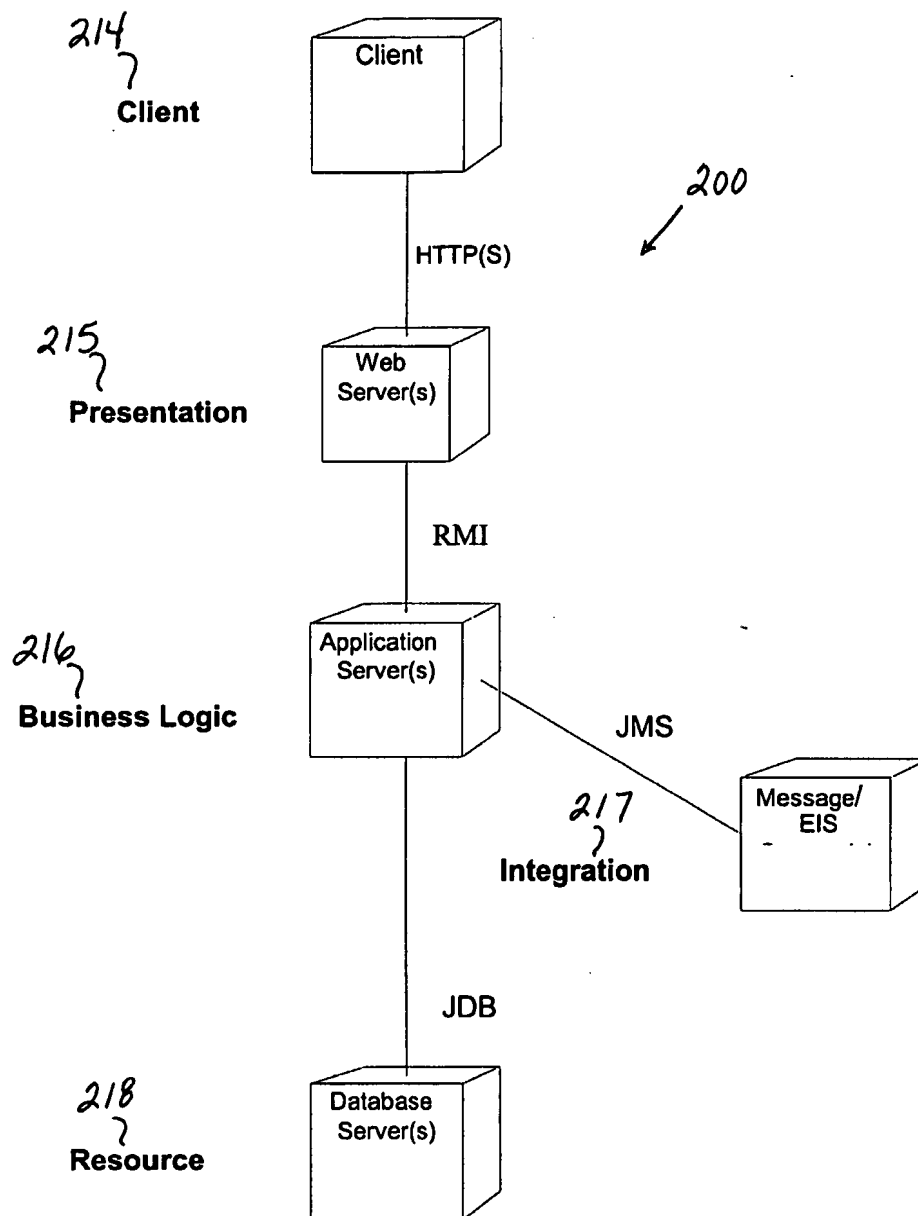 214
Client
Client
200
HTTP(S)
215
Presentation
Web
Server(s)
RMI
216
Business Logic
Application
Server(s)
JMS
217
Integration
Message/
EIS
JDB
218
Resource
Database
Server(s)